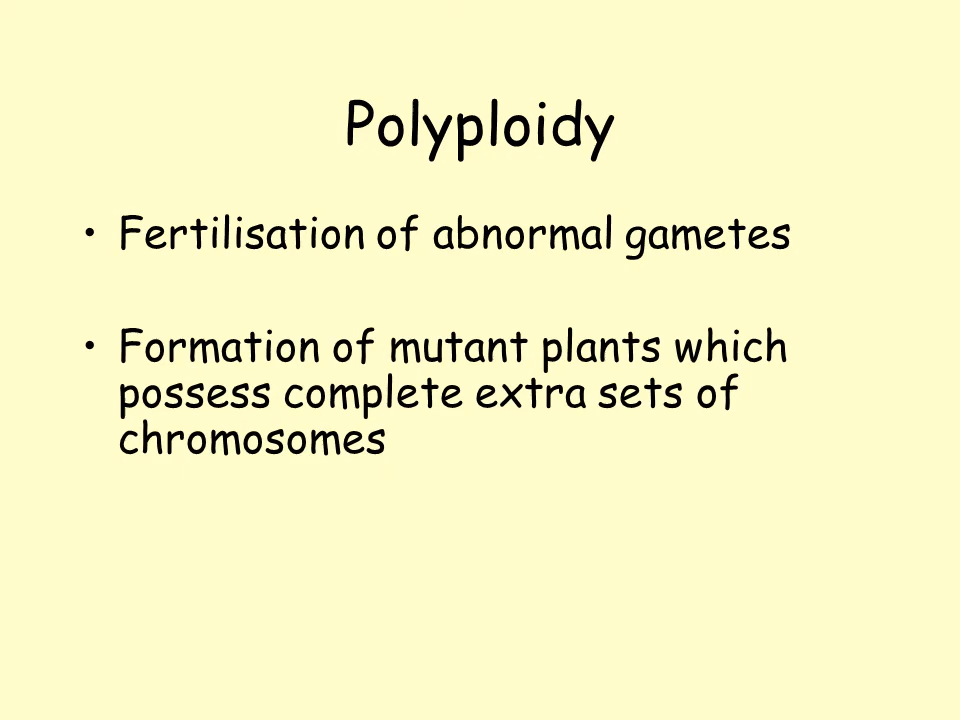 Polyploidy
• Fertilisation of abnormal gametes
• Formation of mutant plants which
possess complete extra sets of
chromosomes